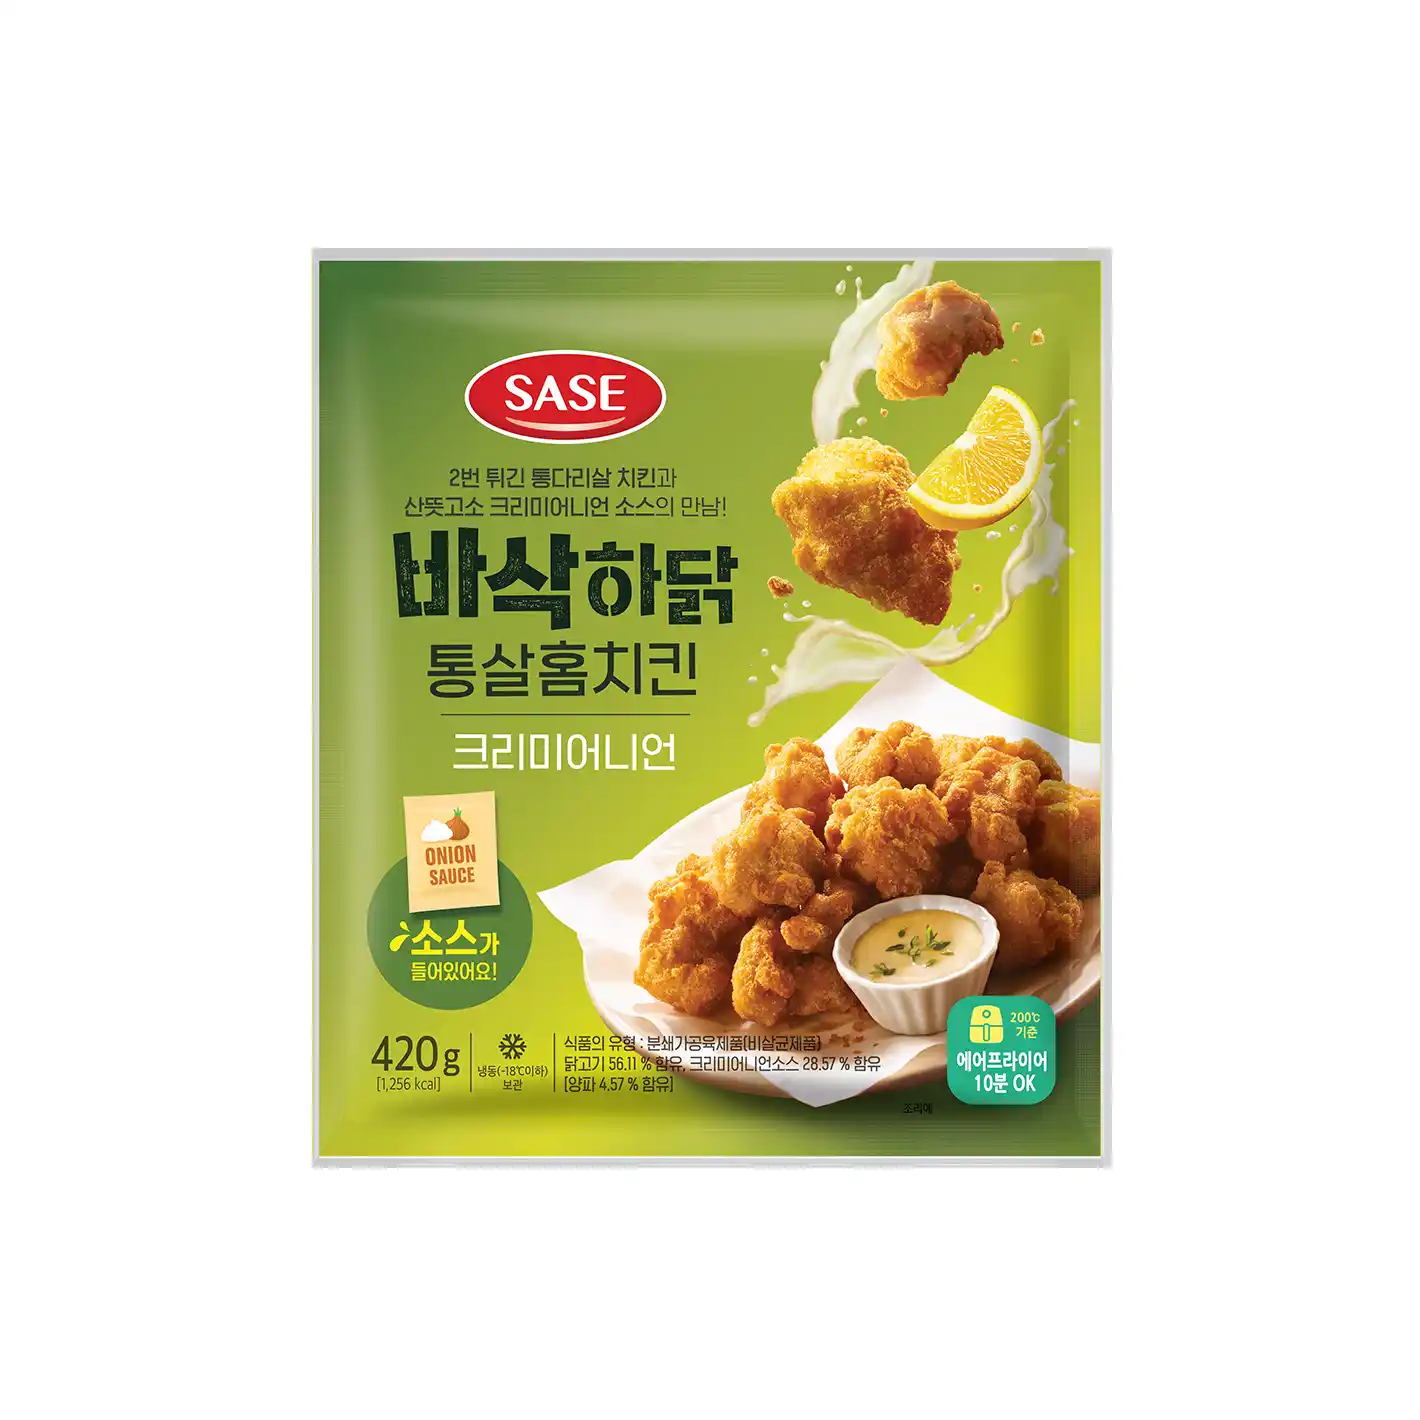 SASE
2번 튀긴 통다리살 치킨과
산뜻고소 크리미어니언 소스의 만남!
바삭하닭
통살홈치킨
크리미어니언
ONION
SAUCE
소스가
들어있어요!
420g
[1,256 kcal]
냉동(-18℃이하)
보관
식품의 유형 : 분쇄가공육제품(비살균제품)
닭고기 56.11 % 함유, 크리미어니언소스 28.57 % 함유
[양파 4.57 % 함유]
조리예
200℃
기준
에어프라이어
10분 OK